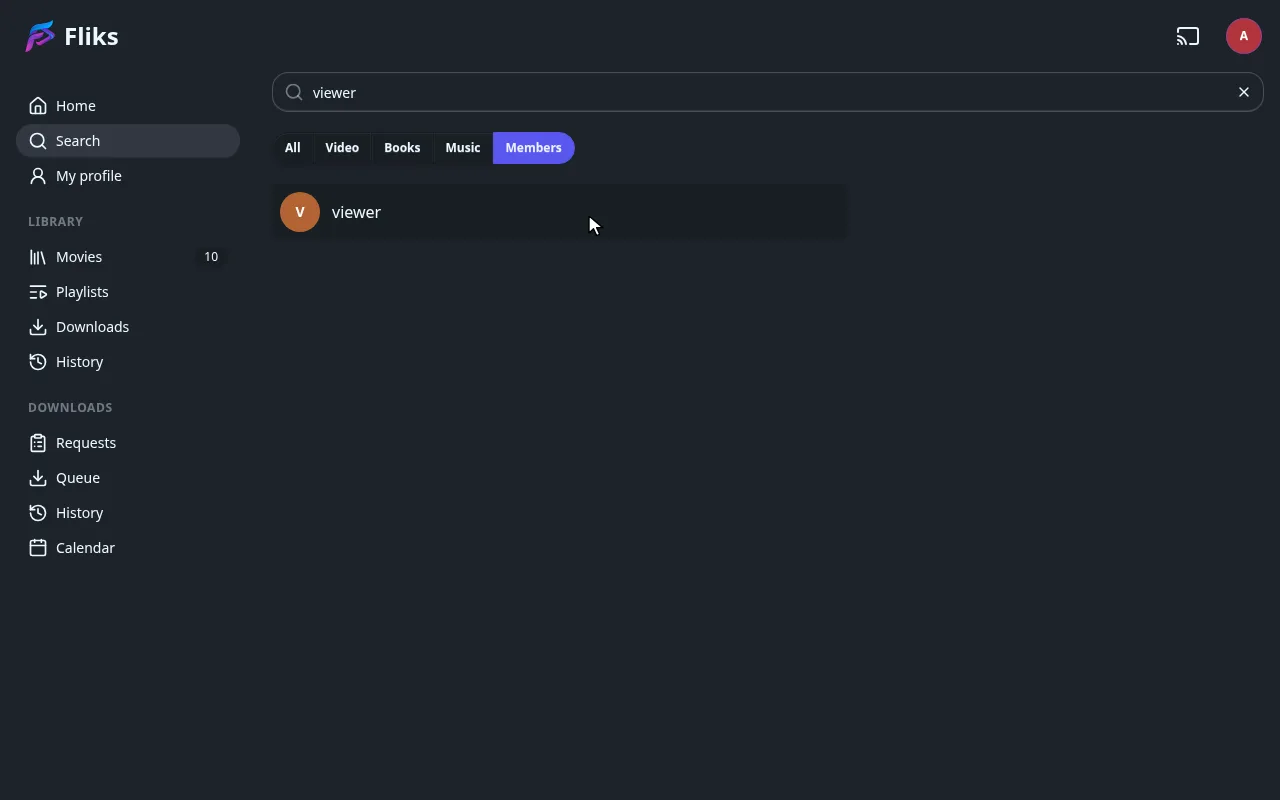 Fliks
A
viewer
Home
Search
My profile
All
Video
Books
Music
Members
V
viewer
LIBRARY
Movies
10
Playlists
Downloads
History
DOWNLOADS
Requests
Queue
History
Calendar